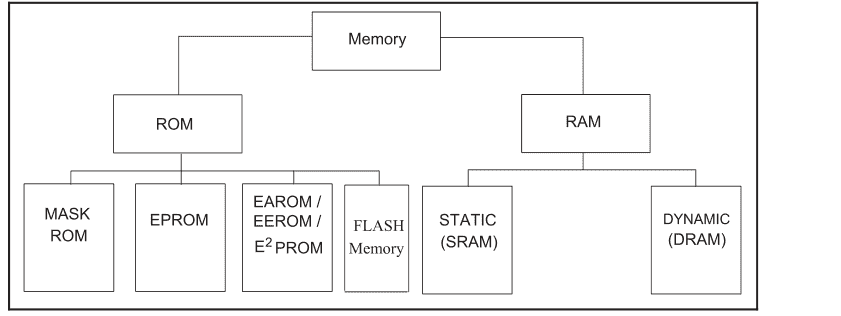 Memory
ROM
RAM
MASK
ROM
EPROM
EAROM /
EEROM /
E² PROM
FLASH
Memory
STATIC
(SRAM)
DYNAMIC
(DRAM)